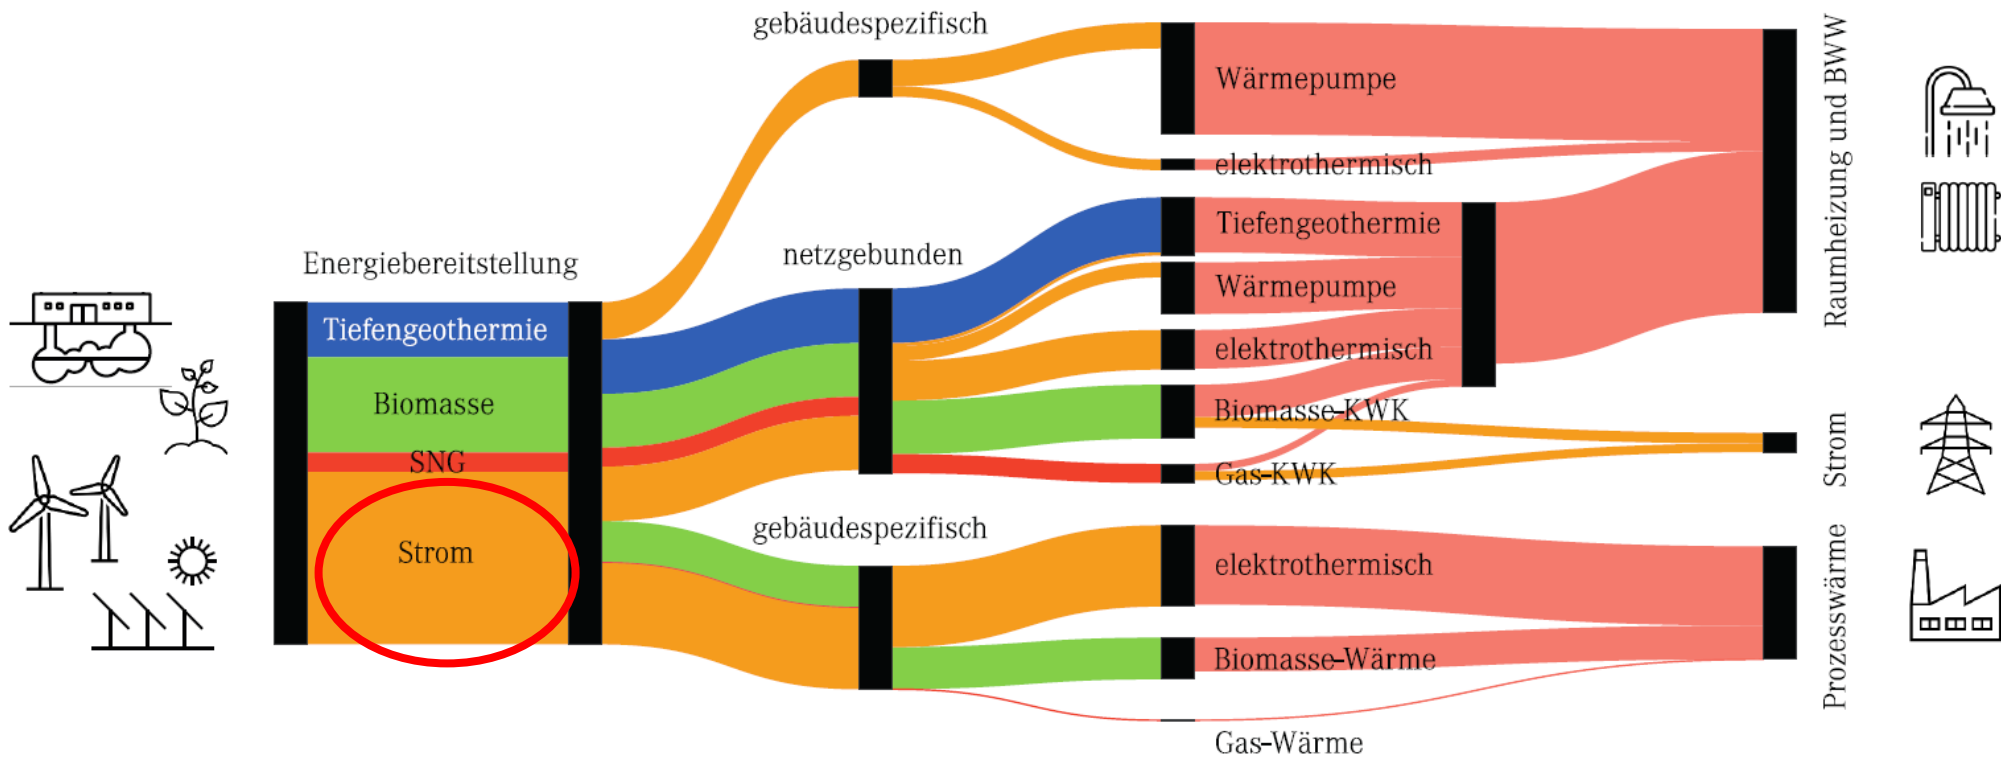 gebäudespezifisch
Wärmepumpe
elektrothermisch
Raumheizung und BWW
Energiebereitstellung
netzgebunden
Tiefengeothermie
Tiefengeothermie
Wärmepumpe
Biomasse
elektrothermisch
Biomasse-KWK
SNG
Gas-KWK
Strom
Strom
gebäudespezifisch
elektrothermisch
Biomasse-Wärme
Prozesswärme
Gas-Wärme